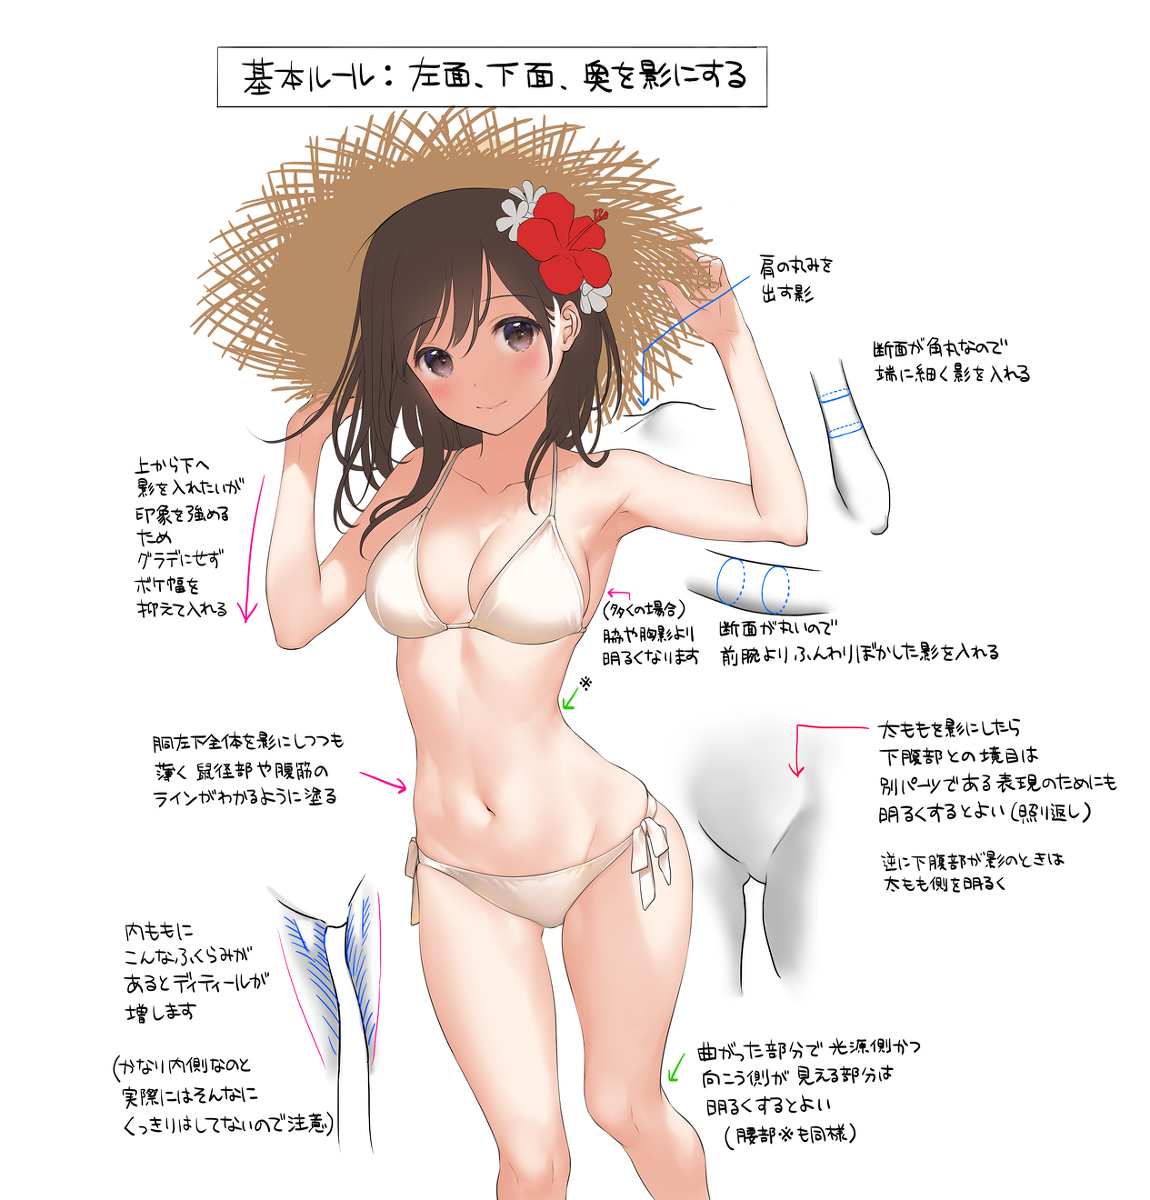 基本ルール：左面、下面、奥を影にする
肩の丸みを
出す影
断面が角丸なので
端に細く影を入れる
上から下へ
影を入れたいが
印象を強める
ため
グラデにせず
ボケ幅を
抑えて入れる
(多くの場合)
脇や胸影より
明るくなります
断面が丸いので
前腕よりふんわりぼかした影を入れる
※
胴左下全体を影にしつつも
薄く鼠径部や腹筋の
ラインがわかるように塗る
太ももを影にしたら
下腹部との境目は
別パーツである表現のためにも
明るくするとよい(照り返し)
逆に下腹部が影のときは
太もも側を明るく
内ももに
こんなふくらみが
あるとディティールが
増します
(かなり内側なのと
実際にはそんなに
くっきりはしてないので注意)
曲がった部分で光源側かつ
向こう側が見える部分は
明るくするとよい
(腰部※も同様)